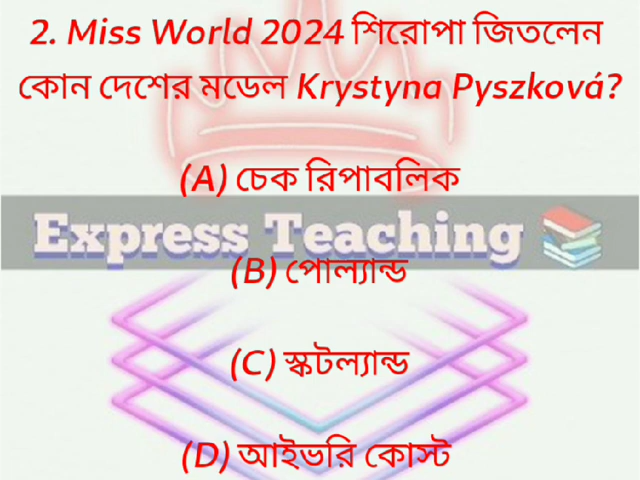 2. Miss World 2024 শিরোপা জিতলেন
কোন দেশের মডেল Krystyna Pyszková?
(A) চেক রিপাবলিক
Express Teaching
(B) পোল্যান্ড
(C) স্কটল্যান্ড
(D) আইভরি কোস্ট